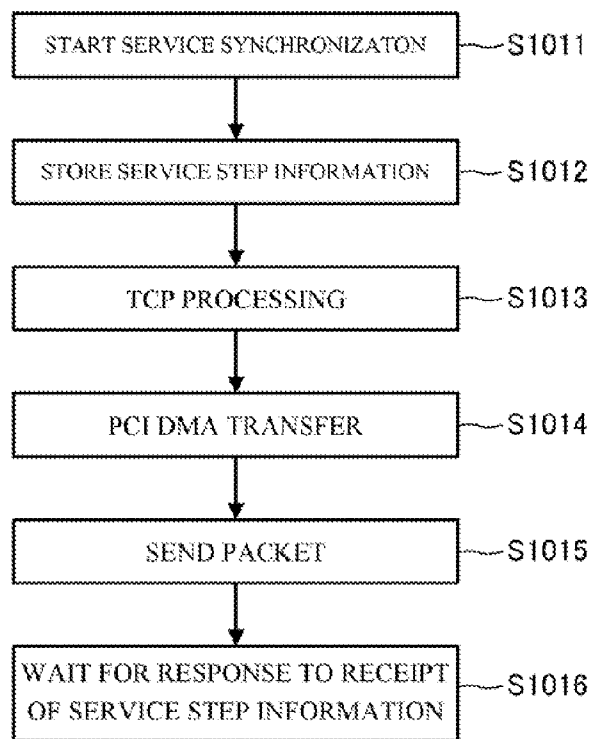 START SERVICE SYNCHRONIZATON
S1011
STORE SERVICE STEP INFORMATION
S1012
TCP PROCESSING
S1013
PCI DMA TRANSFER
S1014
SEND PACKET
S1015
WAIT FOR RESPONSE TO RECEIPT
OF SERVICE STEP INFORMATION
S1016